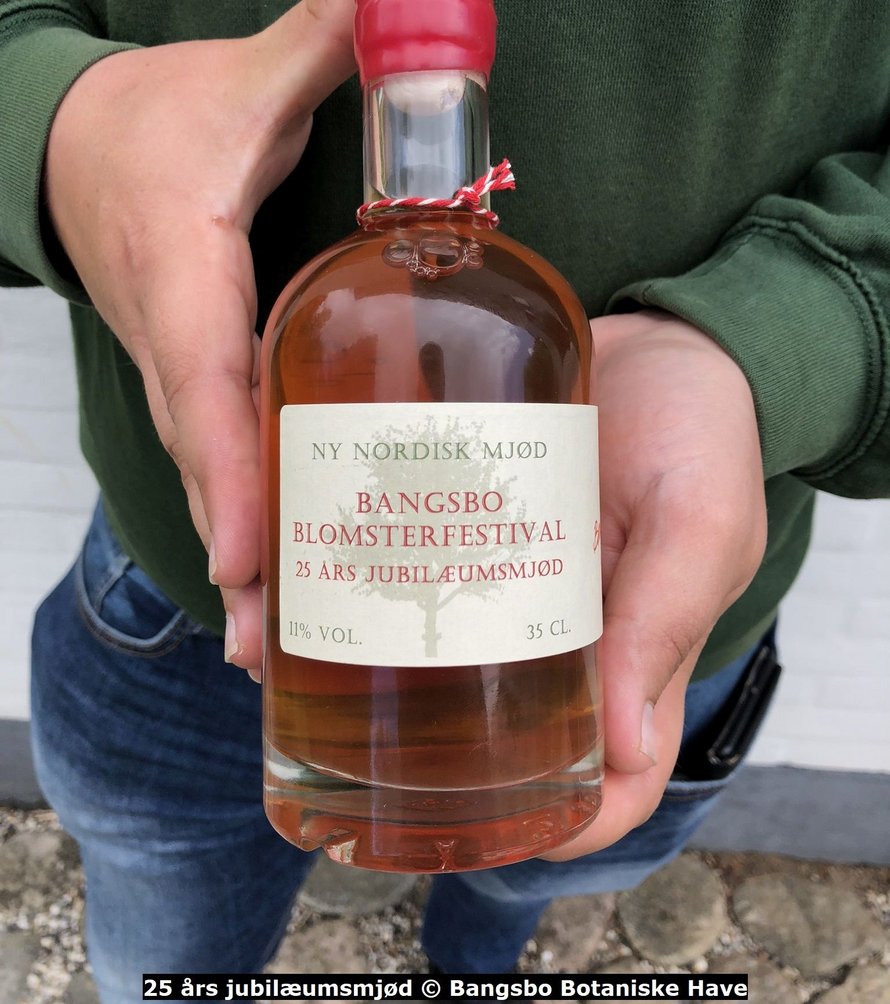 NY NORDISK MJØD
BANGSBO
BLOMSTERFESTIVAL
25 ÅRS JUBILÆUMSMJØD
11% VOL.
35 CL.
25 års jubilæumsmjød © Bangsbo Botaniske Have